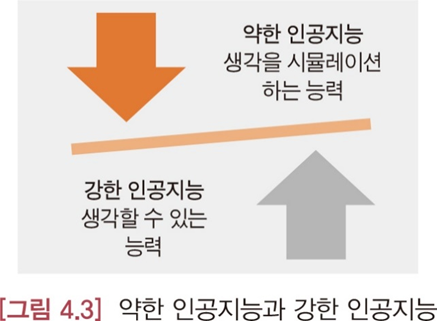 약한 인공지능
생각을 시뮬레이션
하는 능력
강한 인공지능
생각할 수 있는
능력
[그림 4.3] 약한 인공지능과 강한 인공지능